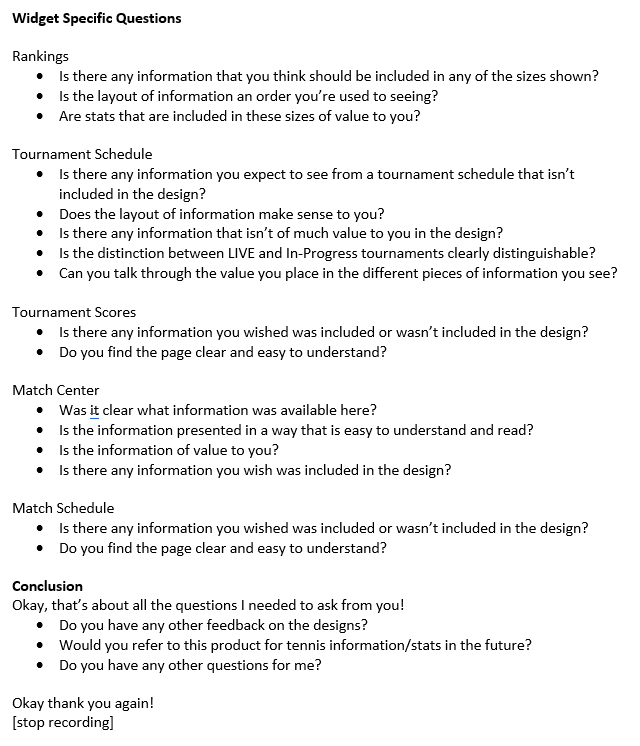 Widget Specific Questions
Rankings
• Is there any information that you think should be included in any of the sizes shown?
• Is the layout of information an order you're used to seeing?
• Are stats that are included in these sizes of value to you?
Tournament Schedule
• Is there any information you expect to see from a tournament schedule that isn't
included in the design?
• Does the layout of information make sense to you?
• Is there any information that isn't of much value to you in the design?
• Is the distinction between LIVE and In-Progress tournaments clearly distinguishable?
• Can you talk through the value you place in the different pieces of information you see?
Tournament Scores
• Is there any information you wished was included or wasn't included in the design?
• Do you find the page clear and easy to understand?
Match Center
• Was it clear what information was available here?
• Is the information presented in a way that is easy to understand and read?
• Is the information of value to you?
• Is there any information you wish was included in the design?
Match Schedule
• Is there any information you wished was included or wasn't included in the design?
• Do you find the page clear and easy to understand?
Conclusion
Okay, that's about all the questions I needed to ask from you!
• Do you have any other feedback on the designs?
• Would you refer to this product for tennis information/stats in the future?
• Do you have any other questions for me?
Okay thank you again!
[stop recording]